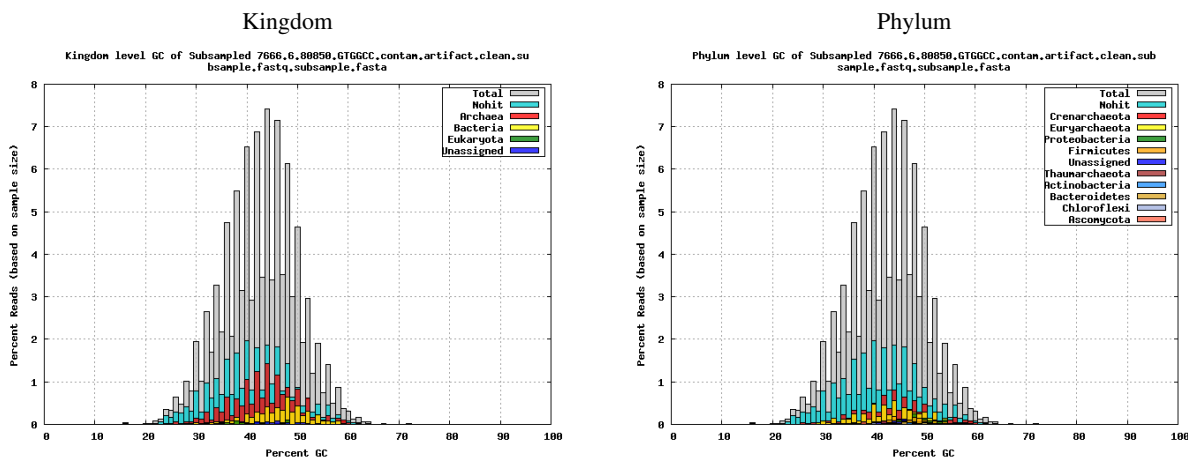 Kingdom
Kingdom level GC of Subsampled 7666.6.80850.GTGGCC.contam.artifact.clean.su
bsample.fastq.subsample.fasta
8
7
6
5
4
3
2
1
0
Percent Reads (based on sample size)
Total
Nohit
Archaea
Bacteria
Eukaryota
Unassigned
0 10 20 30 40 50 60 70 80 90 100
Percent GC
Phylum
Phylum level GC of Subsampled 7666.6.80850.GTGGCC.contam.artifact.clean.sub
sample.fastq.subsample.fasta
8
7
6
5
4
3
2
1
0
Percent Reads (based on sample size)
Total
Nohit
Crenarchaeota
Euryarchaeota
Proteobacteria
Firmicutes
Unassigned
Thaumarchaeota
Actinobacteria
Bacteroidetes
Chloroflexi
Ascomycota
0 10 20 30 40 50 60 70 80 90 100
Percent GC